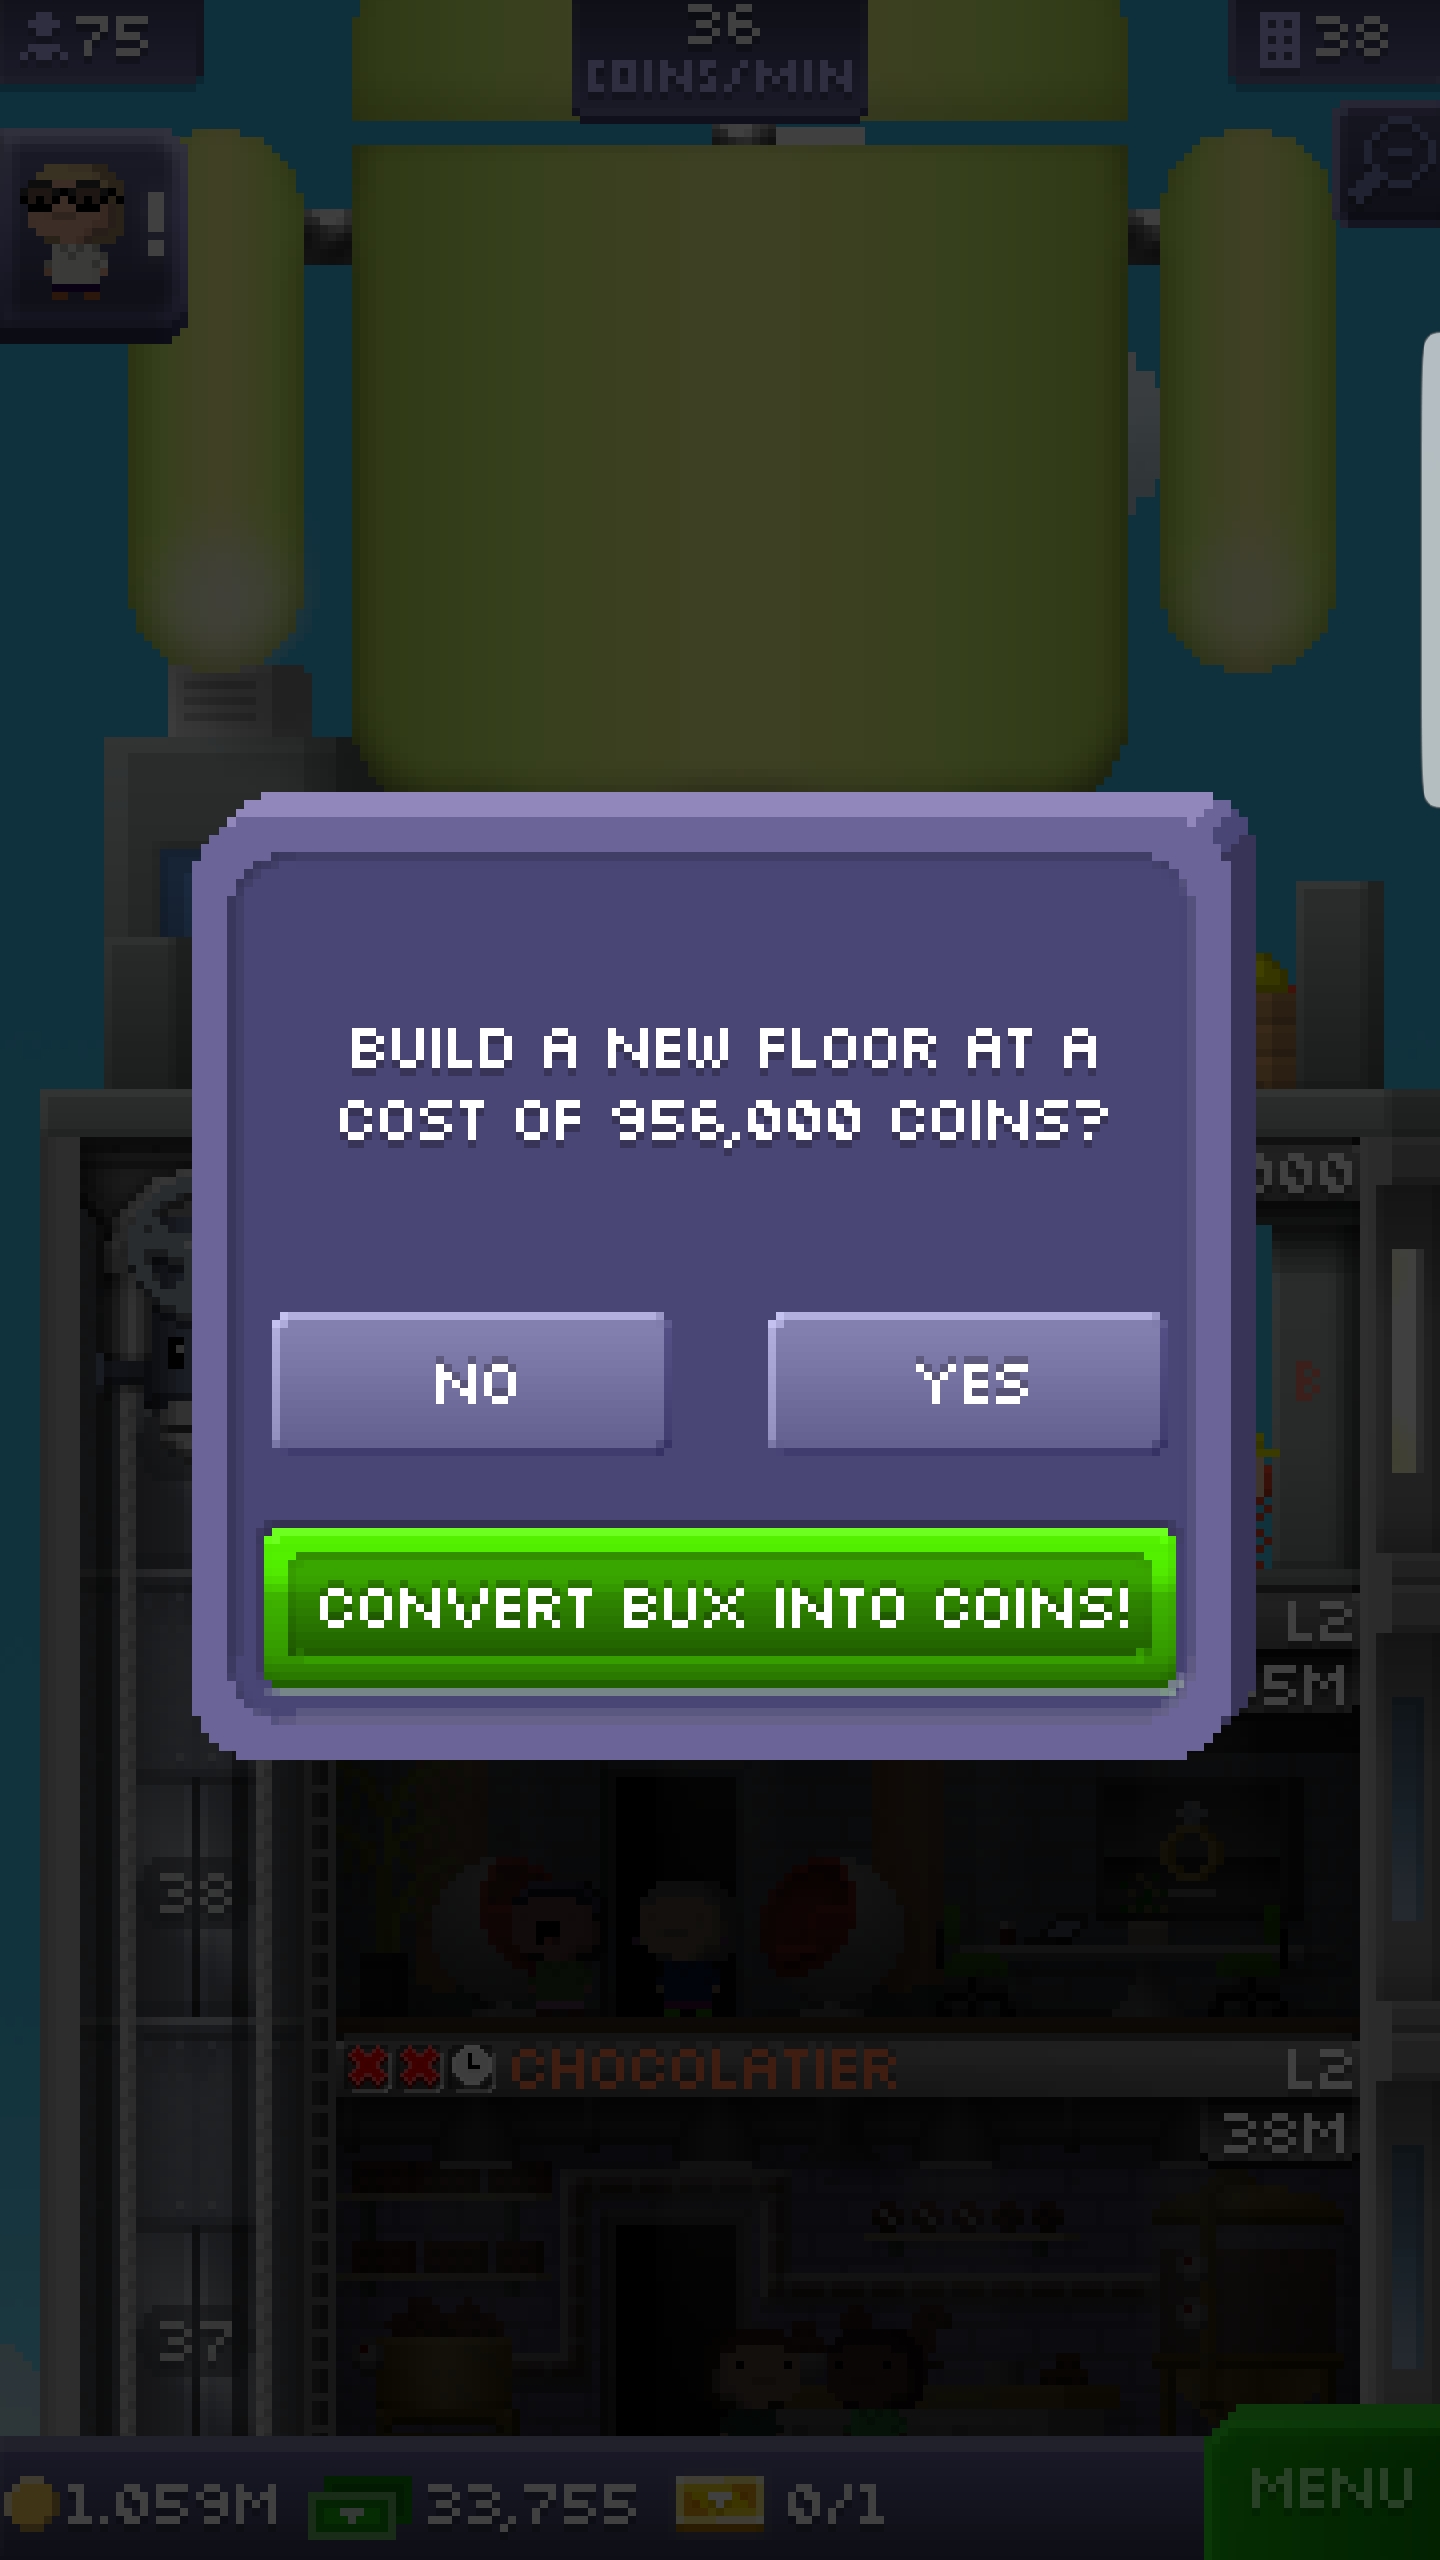 75
36
COINS/MIN
38
!
BUILD A NEW FLOOR AT A
COST OF 956,000 COINS?
000
NO
YES
B
CONVERT BUX INTO COINS!
L2
5M
38
CHOCOLATIER
L2
38M
37
1.059M
33,755
0/1
MENU